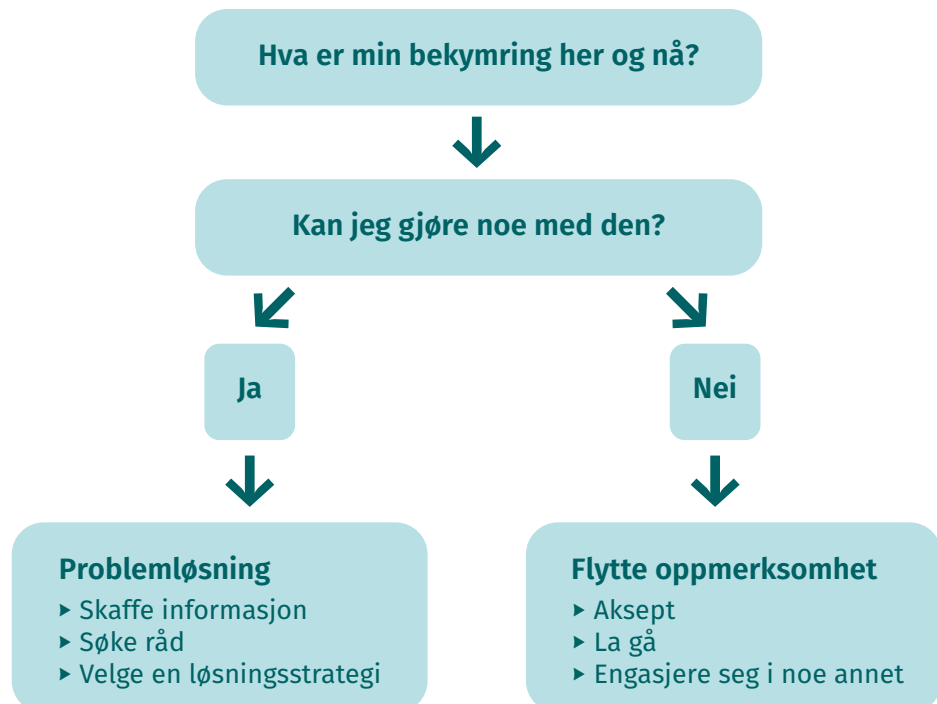 Hva er min bekymring her og nå?
Kan jeg gjøre noe med den?
Ja
Nei
Problemløsning
▸ Skaffe informasjon
▸ Søke råd
▸ Velge en løsningsstrategi
Flytte oppmerksomhet
▸ Aksept
▸ La gå
▸ Engasjere seg i noe annet